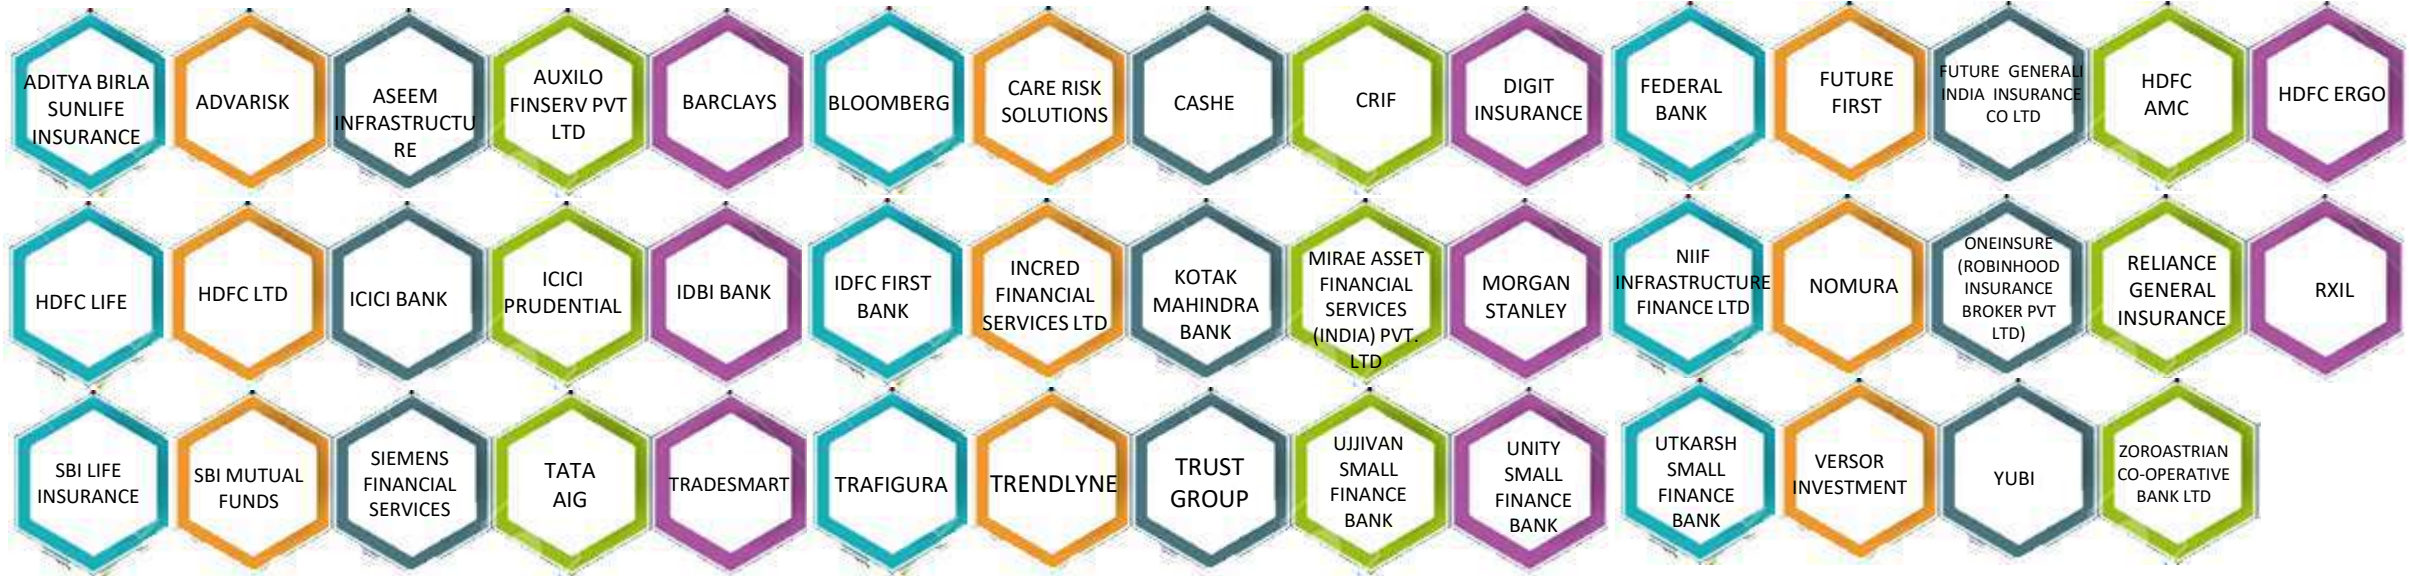 ADITYA BIRLA
SUNLIFE
INSURANCE
ADVARISK
ASEEM
INFRASTRUCTU
RE
AUXILO
FINSERV PVT
LTD
BARCLAYS
BLOOMBERG
CARE RISK
SOLUTIONS
CASHE
CRIF
DIGIT
INSURANCE
FEDERAL
BANK
FUTURE
FIRST
FUTURE GENERALI
INDIA INSURANCE
CO LTD
HDFC
AMC
HDFC ERGO
HDFC LIFE
HDFC LTD
ICICI BANK
ICICI
PRUDENTIAL
IDBI BANK
IDFC FIRST
BANK
INCRED
FINANCIAL
SERVICES LTD
KOTAK
MAHINDRA
BANK
MIRAE ASSET
FINANCIAL
SERVICES
(INDIA) PVT.
LTD
MORGAN
STANLEY
NIIF
INFRASTRUCTURE
FINANCE LTD
NOMURA
ONEINSURE
(ROBINHOOD
INSURANCE
BROKER PVT
LTD)
RELIANCE
GENERAL
INSURANCE
RXIL
SBI LIFE
INSURANCE
SBI MUTUAL
FUNDS
SIEMENS
FINANCIAL
SERVICES
TATA
AIG
TRADESMART
TRAFIGURA
TRENDLYNE
TRUST
GROUP
UJJIVAN
SMALL
FINANCE
BANK
UNITY
SMALL
FINANCE
BANK
UTKARSH
SMALL
FINANCE
BANK
VERSOR
INVESTMENT
YUBI
ZOROASTRIAN
CO-OPERATIVE
BANK LTD